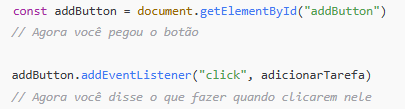 const addButton = document.getElementById("addButton")
// Agora você pegou o botão
addButton.addEventListener("click", adicionarTarefa)
// Agora você disse o que fazer quando clicarem nele